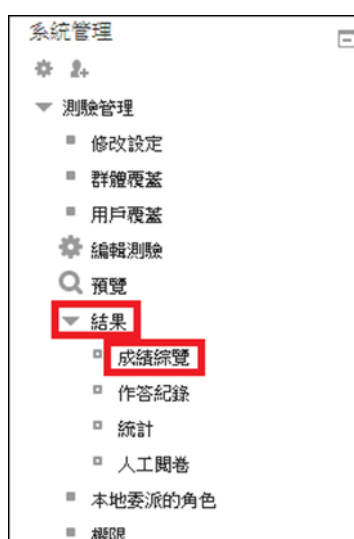 系統管理
測驗管理
修改設定
群體覆蓋
用戶覆蓋
編輯測驗
預覽
結果
成績綜覽
作答紀錄
統計
人工閱卷
本地委派的角色
權限